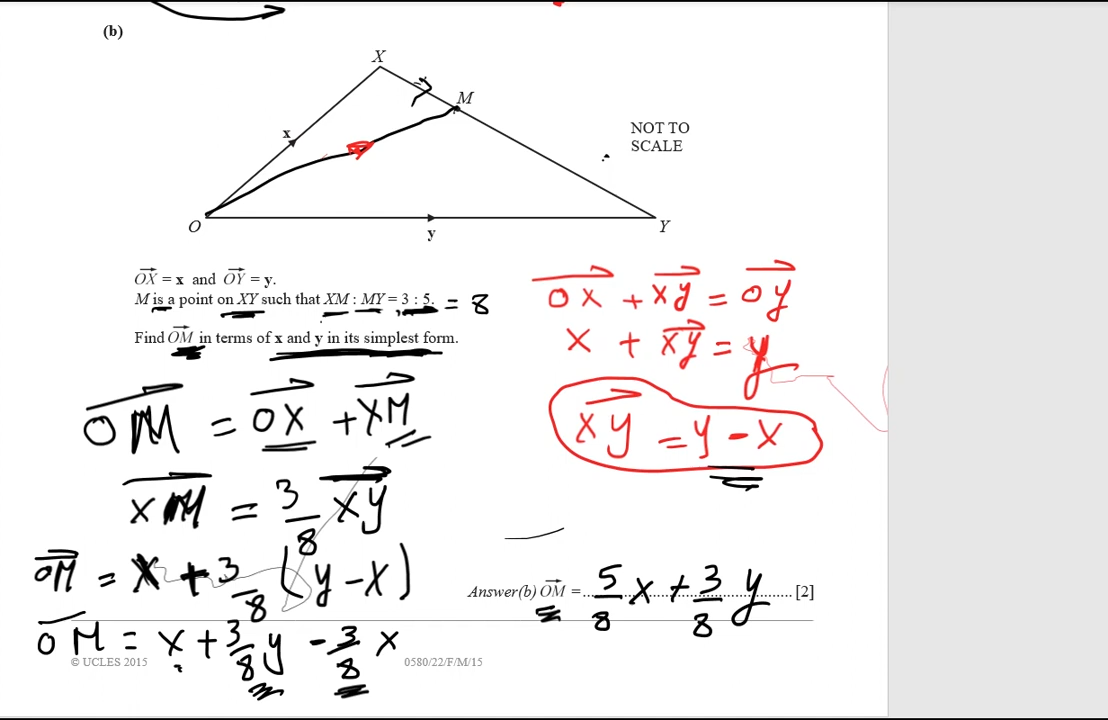 (b)
X
M
x
NOT TO
SCALE
O
Y
y
OX = x and OY = y.
M is a point on XY such that XM : MY = 3 : 5. = 8
Find OM in terms of x and y in its simplest form.
OX + XY = OY
x + XY = y
XY = y - x
OM = OX + XM
XM = 3/8 XY
OM = x + 3/8 (y - x)
OM = x + 3/8 y - 3/8 x
Answer(b) OM = 5/8 x + 3/8 y [2]
© UCLES 2015
0580/22/F/M/15